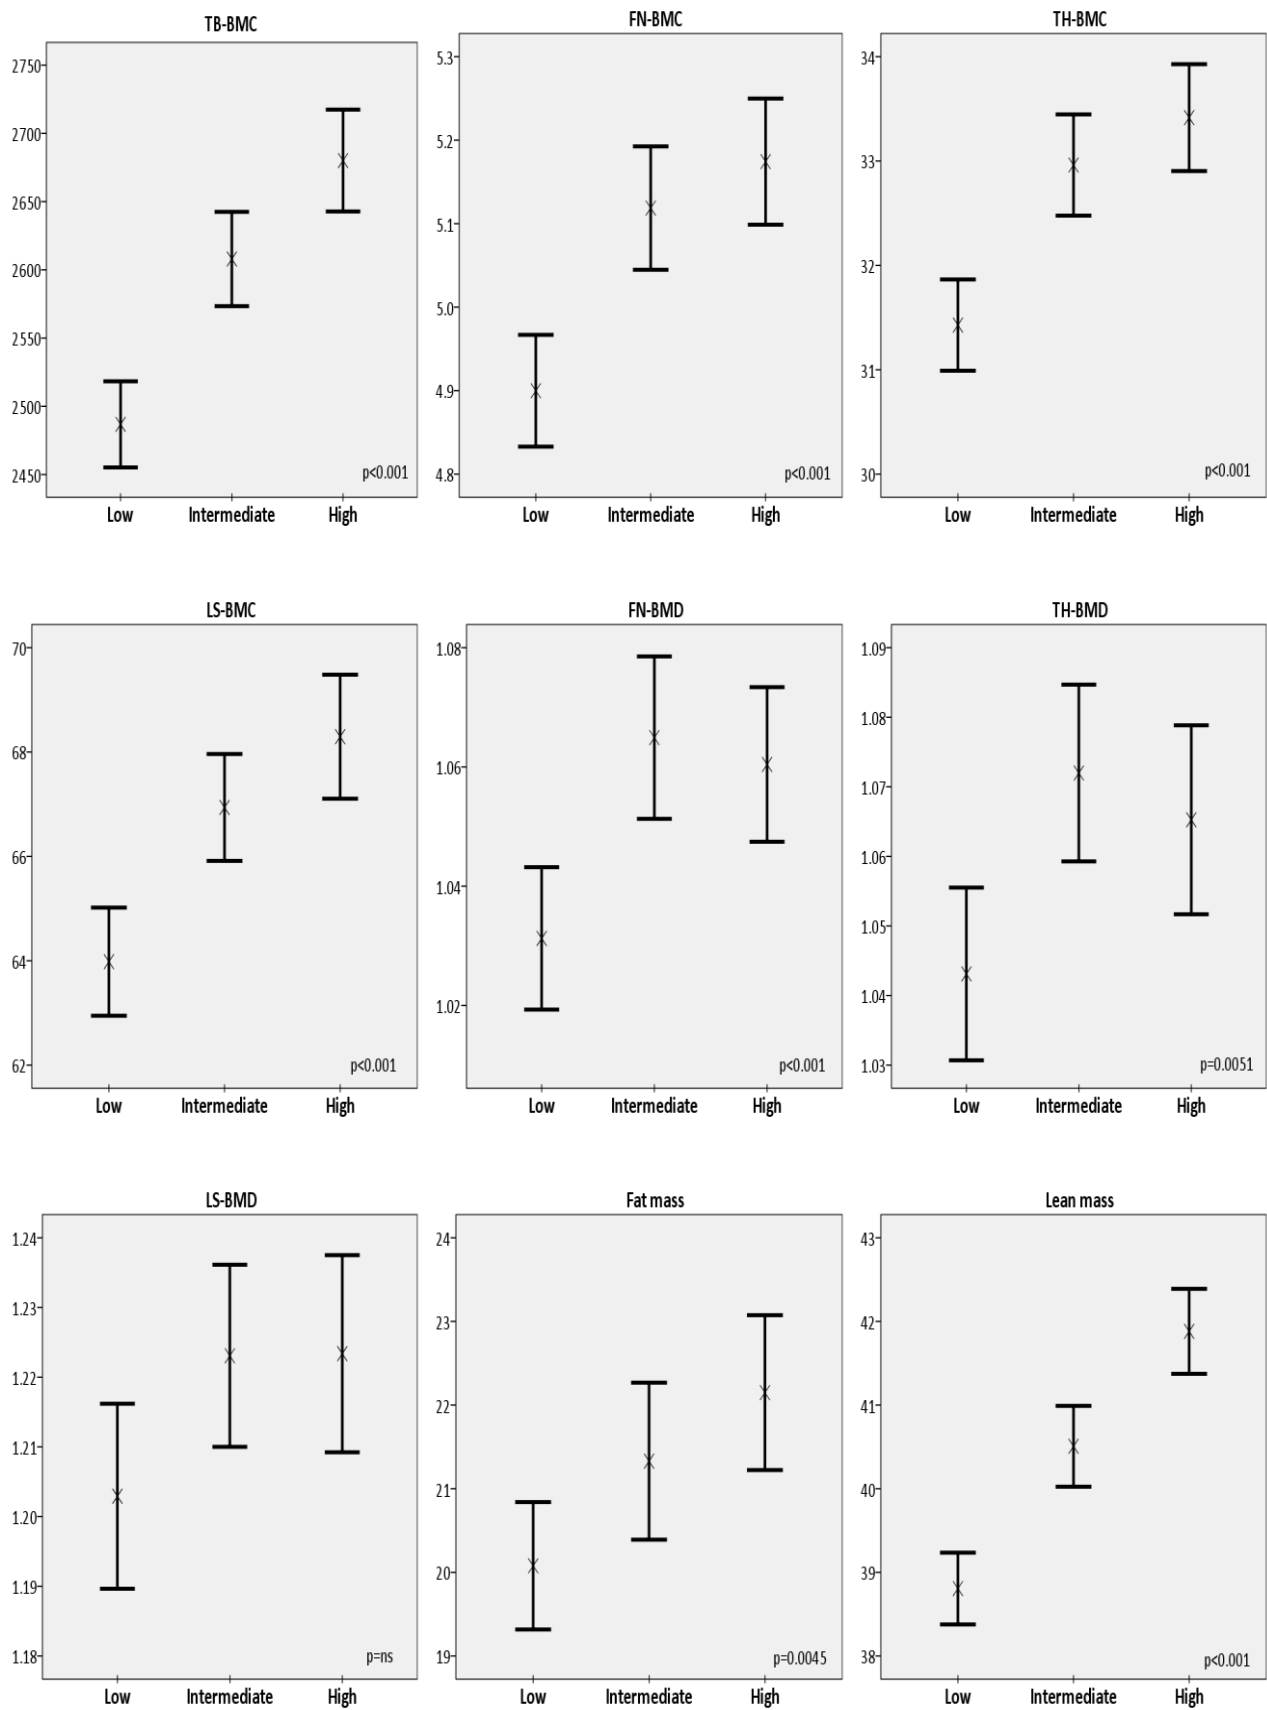 TB-BMC
2750
2700
2650
2600
2550
2500
2450
p<0.001
Low Intermediate High
FN-BMC
5.3
5.2
5.1
5.0
4.9
4.8
p<0.001
Low Intermediate High
TH-BMC
34
33
32
31
30
p<0.001
Low Intermediate High
LS-BMC
70
68
66
64
62
p<0.001
Low Intermediate High
FN-BMD
1.08
1.06
1.04
1.02
p<0.001
Low Intermediate High
TH-BMD
1.09
1.08
1.07
1.06
1.05
1.04
1.03
p=0.0051
Low Intermediate High
LS-BMD
1.24
1.23
1.22
1.21
1.20
1.19
1.18
p=ns
Low Intermediate High
Fat mass
24
23
22
21
20
19
p=0.0045
Low Intermediate High
Lean mass
43
42
41
40
39
38
p<0.001
Low Intermediate High